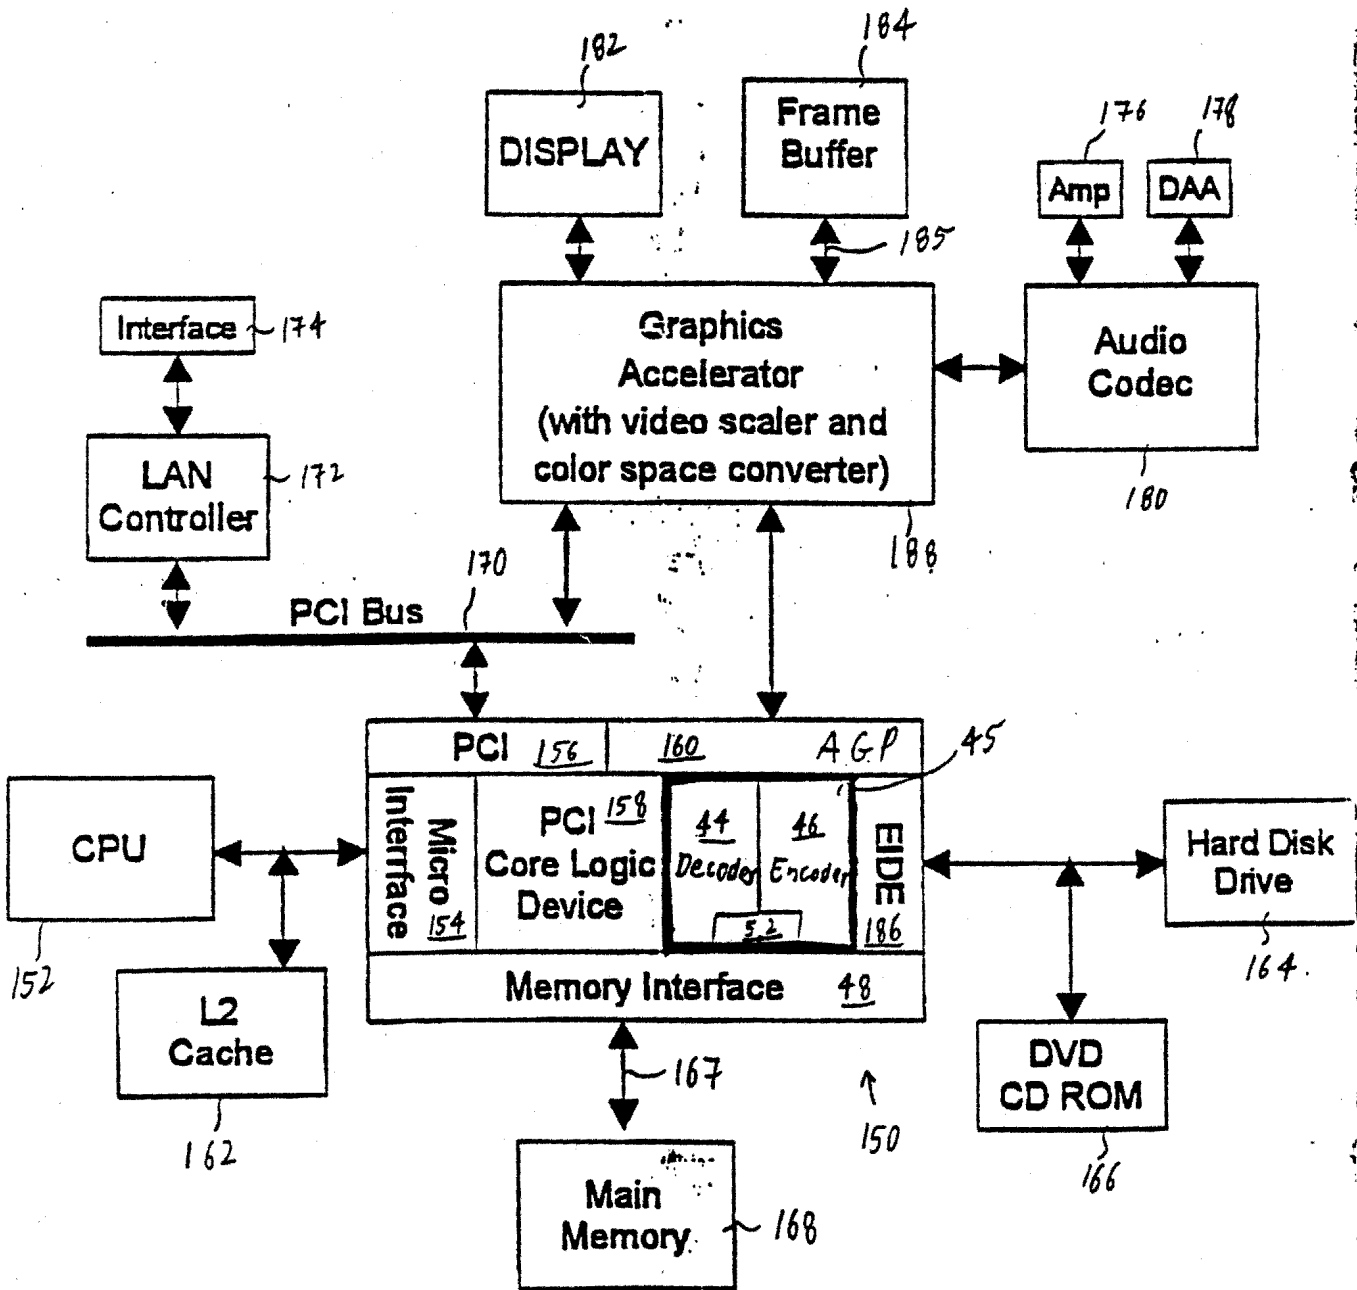 182
184
DISPLAY
Frame
Buffer
176
178
Amp
DAA
185
Interface
174
Graphics
Accelerator
(with video scaler and
color space converter)
Audio
Codec
LAN
Controller
172
180
188
170
PCI Bus
PCI 156
160 A.G.P
45
CPU
Micro
Interrface
154
PCI 158
Core Logic
Device
44
Decoder
46
Encoder
52
EIDE
186
Hard Disk
Drive
152
164.
Memory Interface 48
L2
Cache
167
DVD
CD ROM
162
150
166
Main
Memory
168